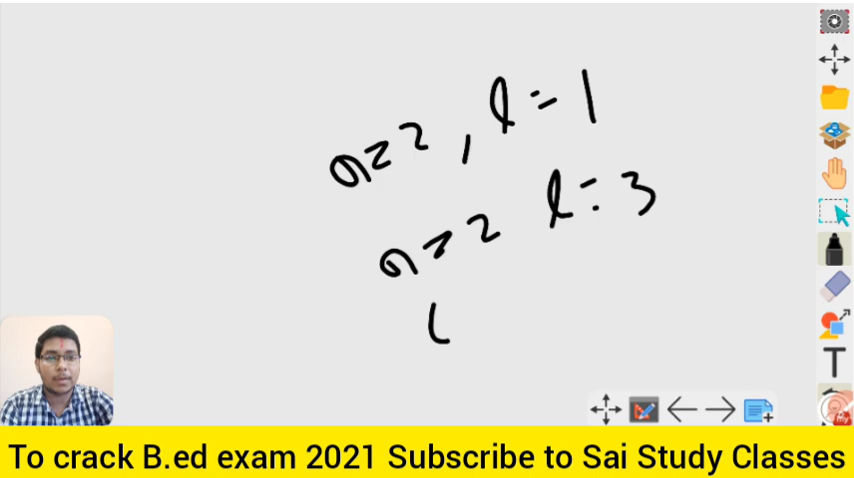 n=2, l=1
n=2 l=3
(
To crack B.ed exam 2021 Subscribe to Sai Study Classes